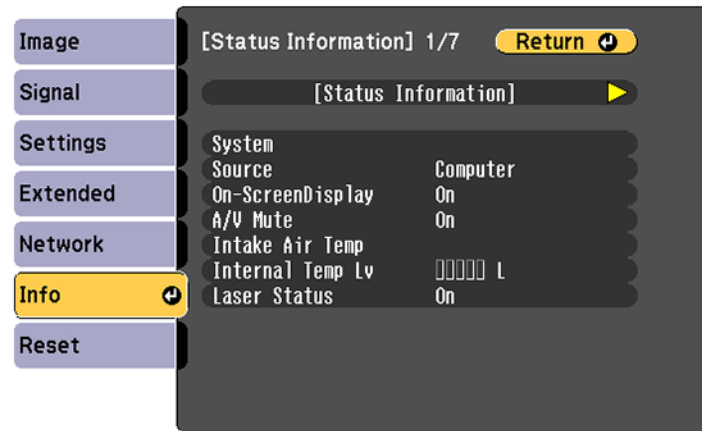 Image
Signal
Settings
Extended
Network
Info
Reset
[Status Information] 1/7 Return
[Status Information]
System
Source Computer
On-ScreenDisplay On
A/V Mute On
Intake Air Temp
Internal Temp Lv ▯▯▯▯▯ L
Laser Status On